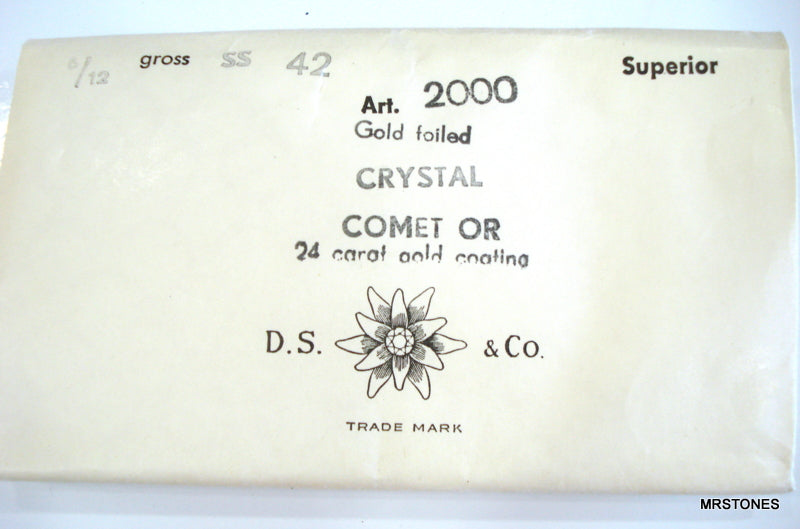 6/12 gross SS 42 Superior
Art. 2000
Gold foiled
CRYSTAL
COMET OR
24 carat gold coating
D.S. & Co.
TRADE MARK
MRSTONES